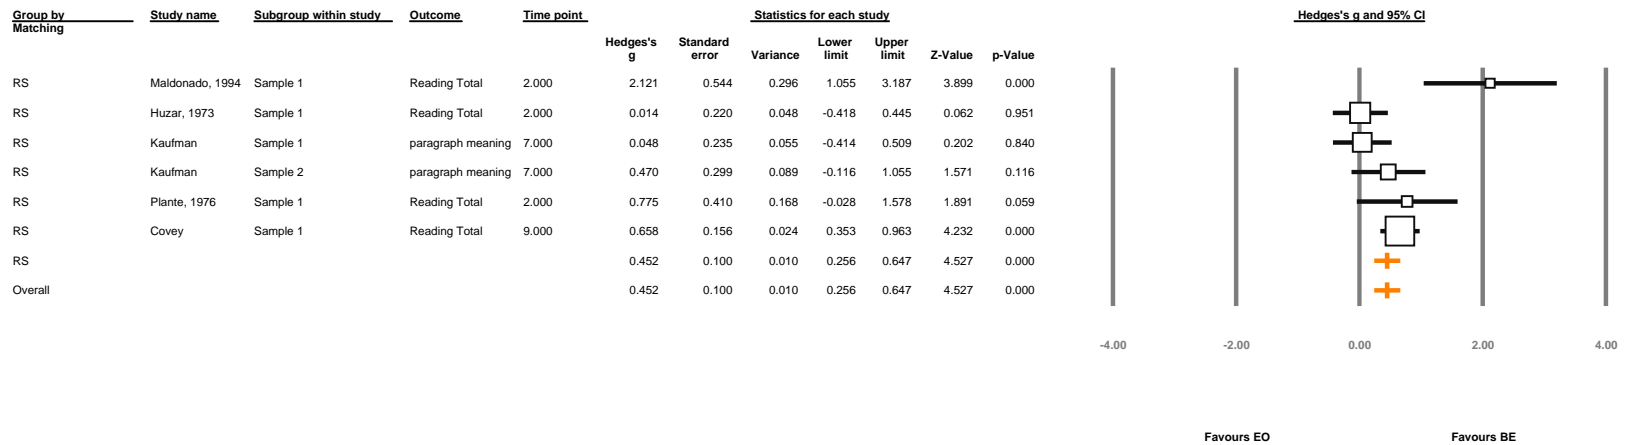 Group by Study name Subgroup within study Outcome Time point Statistics for each study Hedges's g and 95% CI
Matching
Hedges's Standard Lower Upper
g error Variance limit limit Z-Value p-Value
RS Maldonado, 1994 Sample 1 Reading Total 2.000 2.121 0.544 0.296 1.055 3.187 3.899 0.000
RS Huzar, 1973 Sample 1 Reading Total 2.000 0.014 0.220 0.048 -0.418 0.445 0.062 0.951
RS Kaufman Sample 1 paragraph meaning 7.000 0.048 0.235 0.055 -0.414 0.509 0.202 0.840
RS Kaufman Sample 2 paragraph meaning 7.000 0.470 0.299 0.089 -0.116 1.055 1.571 0.116
RS Plante, 1976 Sample 1 Reading Total 2.000 0.775 0.410 0.168 -0.028 1.578 1.891 0.059
RS Covey Sample 1 Reading Total 9.000 0.658 0.156 0.024 0.353 0.963 4.232 0.000
RS 0.452 0.100 0.010 0.256 0.647 4.527 0.000
Overall 0.452 0.100 0.010 0.256 0.647 4.527 0.000
-4.00 -2.00 0.00 2.00 4.00
Favours EO Favours BE